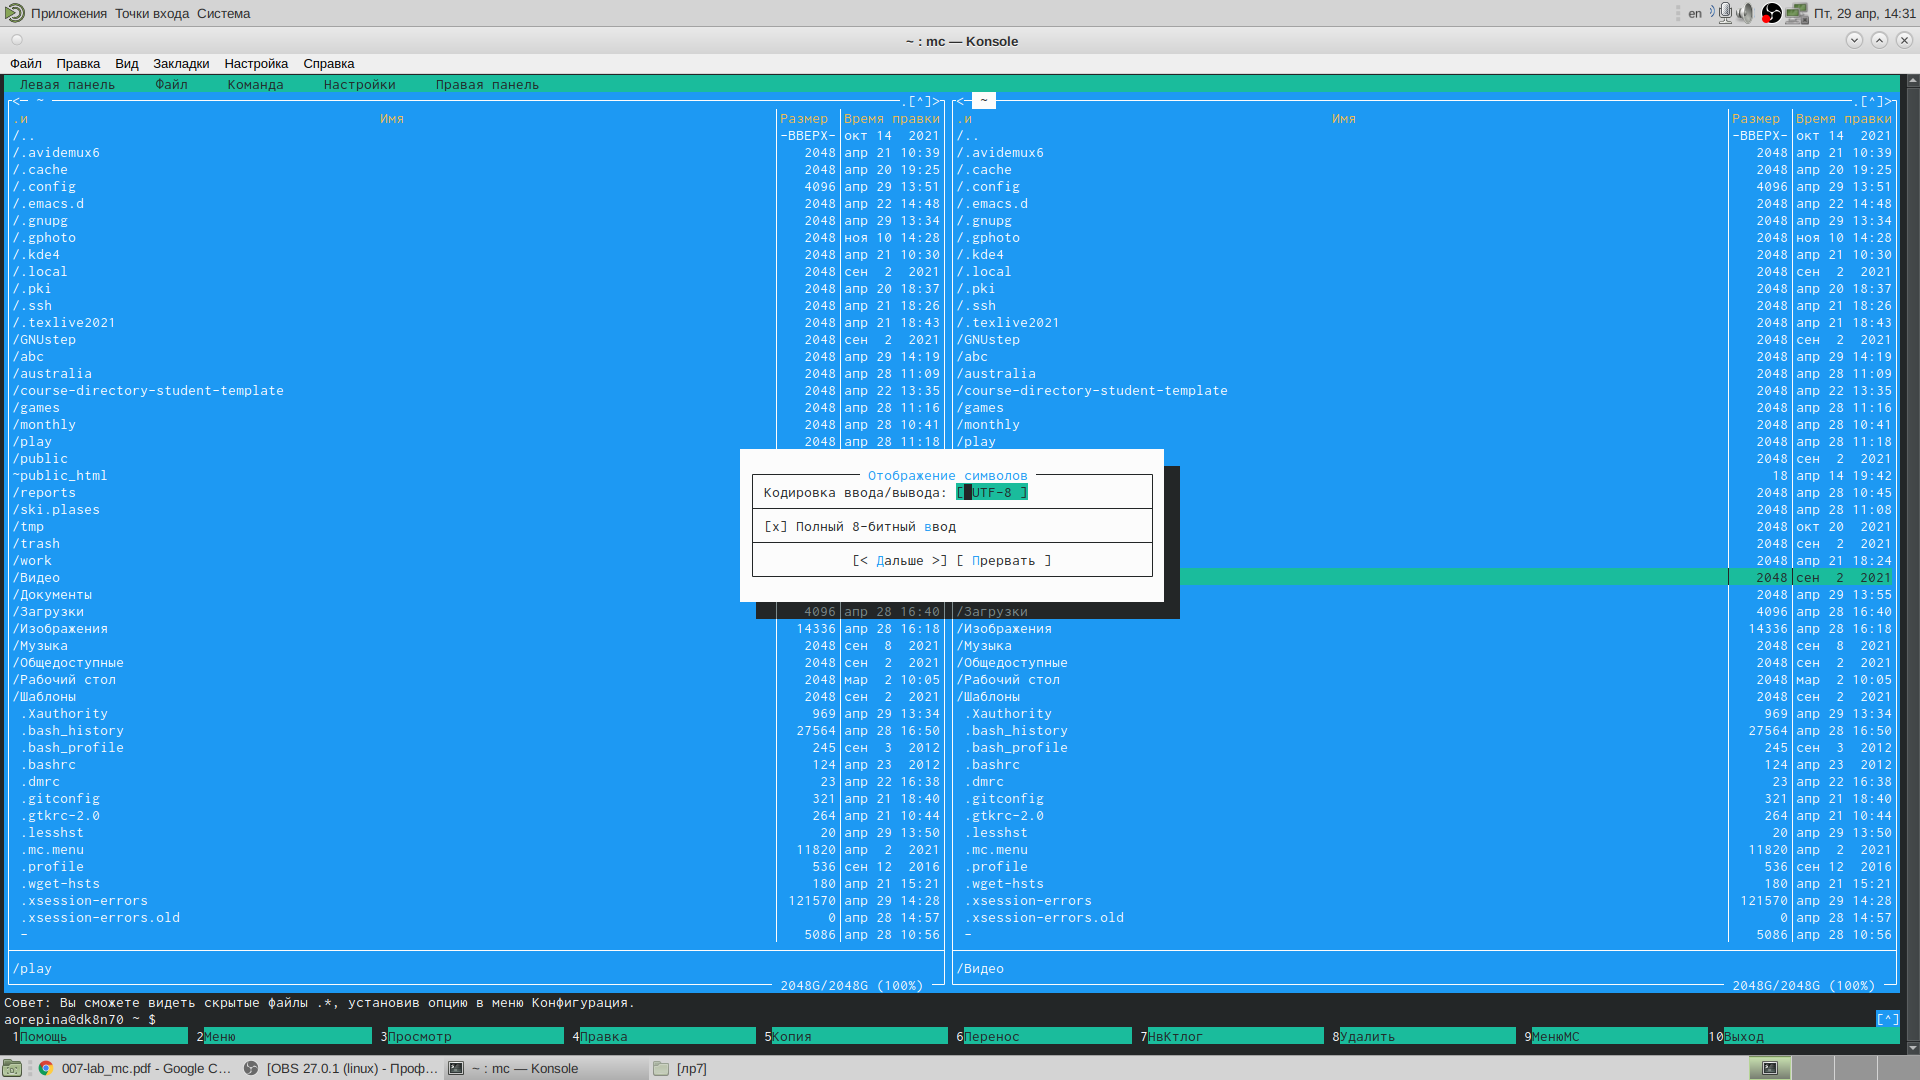 Приложения Точки входа Система
en Пт, 29 апр, 14:31
~ : mc — Konsole
Файл Правка Вид Закладки Настройка Справка
Левая панель Файл Команда Настройки Правая панель
<─ ~ .[^]> <─ ~ .[^]>
.и Имя Размер Время правки .и Имя Размер Время правки
/.. -ВВЕРХ- окт 14 2021 /.. -ВВЕРХ- окт 14 2021
/.avidemux6 2048 апр 21 10:39 /.avidemux6 2048 апр 21 10:39
/.cache 2048 апр 20 19:25 /.cache 2048 апр 20 19:25
/.config 4096 апр 29 13:51 /.config 4096 апр 29 13:51
/.emacs.d 2048 апр 22 14:48 /.emacs.d 2048 апр 22 14:48
/.gnupg 2048 апр 29 13:34 /.gnupg 2048 апр 29 13:34
/.gphoto 2048 ноя 10 14:28 /.gphoto 2048 ноя 10 14:28
/.kde4 2048 апр 21 10:30 /.kde4 2048 апр 21 10:30
/.local 2048 сен 2 2021 /.local 2048 сен 2 2021
/.pki 2048 апр 20 18:37 /.pki 2048 апр 20 18:37
/.ssh 2048 апр 21 18:26 /.ssh 2048 апр 21 18:26
/.texlive2021 2048 апр 21 18:43 /.texlive2021 2048 апр 21 18:43
/GNUstep 2048 сен 2 2021 /GNUstep 2048 сен 2 2021
/abc 2048 апр 29 14:19 /abc 2048 апр 29 14:19
/australia 2048 апр 28 11:09 /australia 2048 апр 28 11:09
/course-directory-student-template 2048 апр 22 13:35 /course-directory-student-template 2048 апр 22 13:35
/games 2048 апр 28 11:16 /games 2048 апр 28 11:16
/monthly 2048 апр 28 10:41 /monthly 2048 апр 28 10:41
/play 2048 апр 28 11:18 /play 2048 апр 28 11:18
/public 2048 сен 2 2021
~public_html Отображение символов 18 апр 14 19:42
/reports Кодировка ввода/вывода: [ UTF-8 ] 2048 апр 28 10:45
/ski.plases 2048 апр 28 11:08
/tmp [x] Полный 8-битный ввод 2048 окт 20 2021
/trash 2048 сен 2 2021
/work [< Дальше >] [ Прервать ] 2048 апр 21 18:24
/Видео 2048 сен 2 2021
/Документы 2048 апр 29 13:55
/Загрузки 4096 апр 28 16:40 /Загрузки 4096 апр 28 16:40
/Изображения 14336 апр 28 16:18 /Изображения 14336 апр 28 16:18
/Музыка 2048 сен 8 2021 /Музыка 2048 сен 8 2021
/Общедоступные 2048 сен 2 2021 /Общедоступные 2048 сен 2 2021
/Рабочий стол 2048 мар 2 10:05 /Рабочий стол 2048 мар 2 10:05
/Шаблоны 2048 сен 2 2021 /Шаблоны 2048 сен 2 2021
.Xauthority 969 апр 29 13:34 .Xauthority 969 апр 29 13:34
.bash_history 27564 апр 28 16:50 .bash_history 27564 апр 28 16:50
.bash_profile 245 сен 3 2012 .bash_profile 245 сен 3 2012
.bashrc 124 апр 23 2012 .bashrc 124 апр 23 2012
.dmrc 23 апр 22 16:38 .dmrc 23 апр 22 16:38
.gitconfig 321 апр 21 18:40 .gitconfig 321 апр 21 18:40
.gtkrc-2.0 264 апр 21 10:44 .gtkrc-2.0 264 апр 21 10:44
.lesshst 20 апр 29 13:50 .lesshst 20 апр 29 13:50
.mc.menu 11820 апр 2 2021 .mc.menu 11820 апр 2 2021
.profile 536 сен 12 2016 .profile 536 сен 12 2016
.wget-hsts 180 апр 21 15:21 .wget-hsts 180 апр 21 15:21
.xsession-errors 121570 апр 29 14:28 .xsession-errors 121570 апр 29 14:28
.xsession-errors.old 0 апр 28 14:57 .xsession-errors.old 0 апр 28 14:57
- 5086 апр 28 10:56 - 5086 апр 28 10:56
/play /Видео
2048G/2048G (100%) 2048G/2048G (100%)
Совет: Вы сможете видеть скрытые файлы .*, установив опцию в меню Конфигурация.
aorepina@dk8n70 ~ $ [^]
1Помощь 2Меню 3Просмотр 4Правка 5Копия 6Перенос 7НвКтлог 8Удалить 9МенюМС 10Выход
007-lab_mc.pdf - Google C... [OBS 27.0.1 (linux) - Проф... ~ : mc — Konsole [лр7]